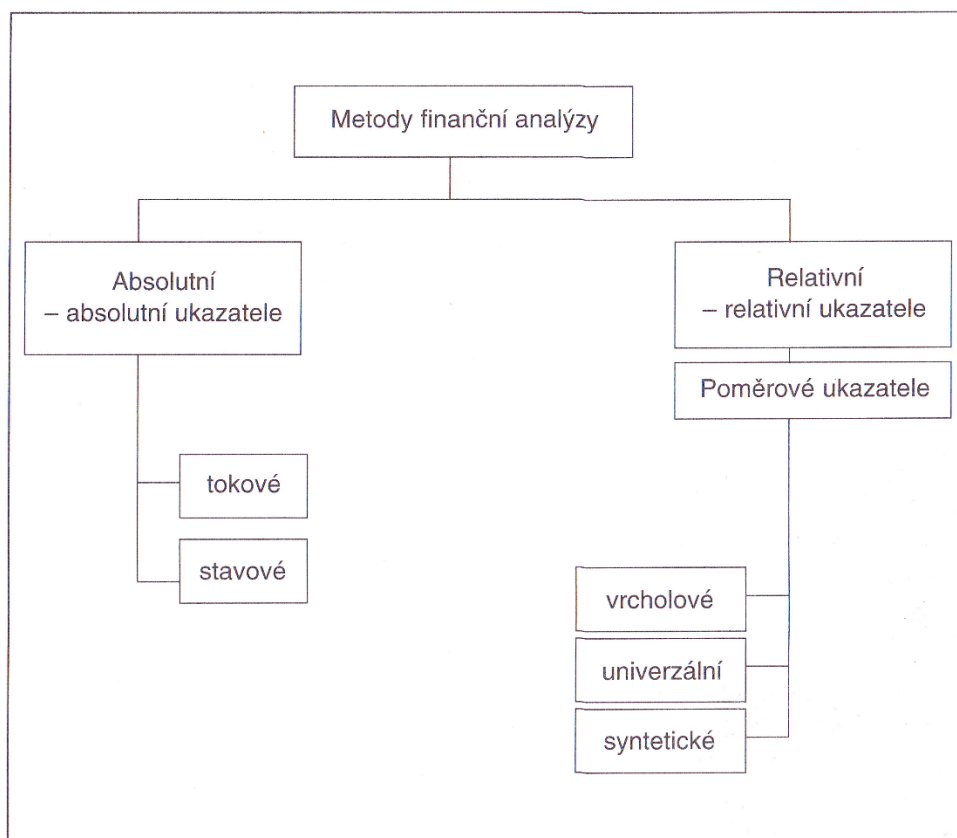 Metody finanční analýzy
Absolutní
– absolutní ukazatele
tokové
stavové
Relativní
– relativní ukazatele
Poměrové ukazatele
vrcholové
univerzální
syntetické